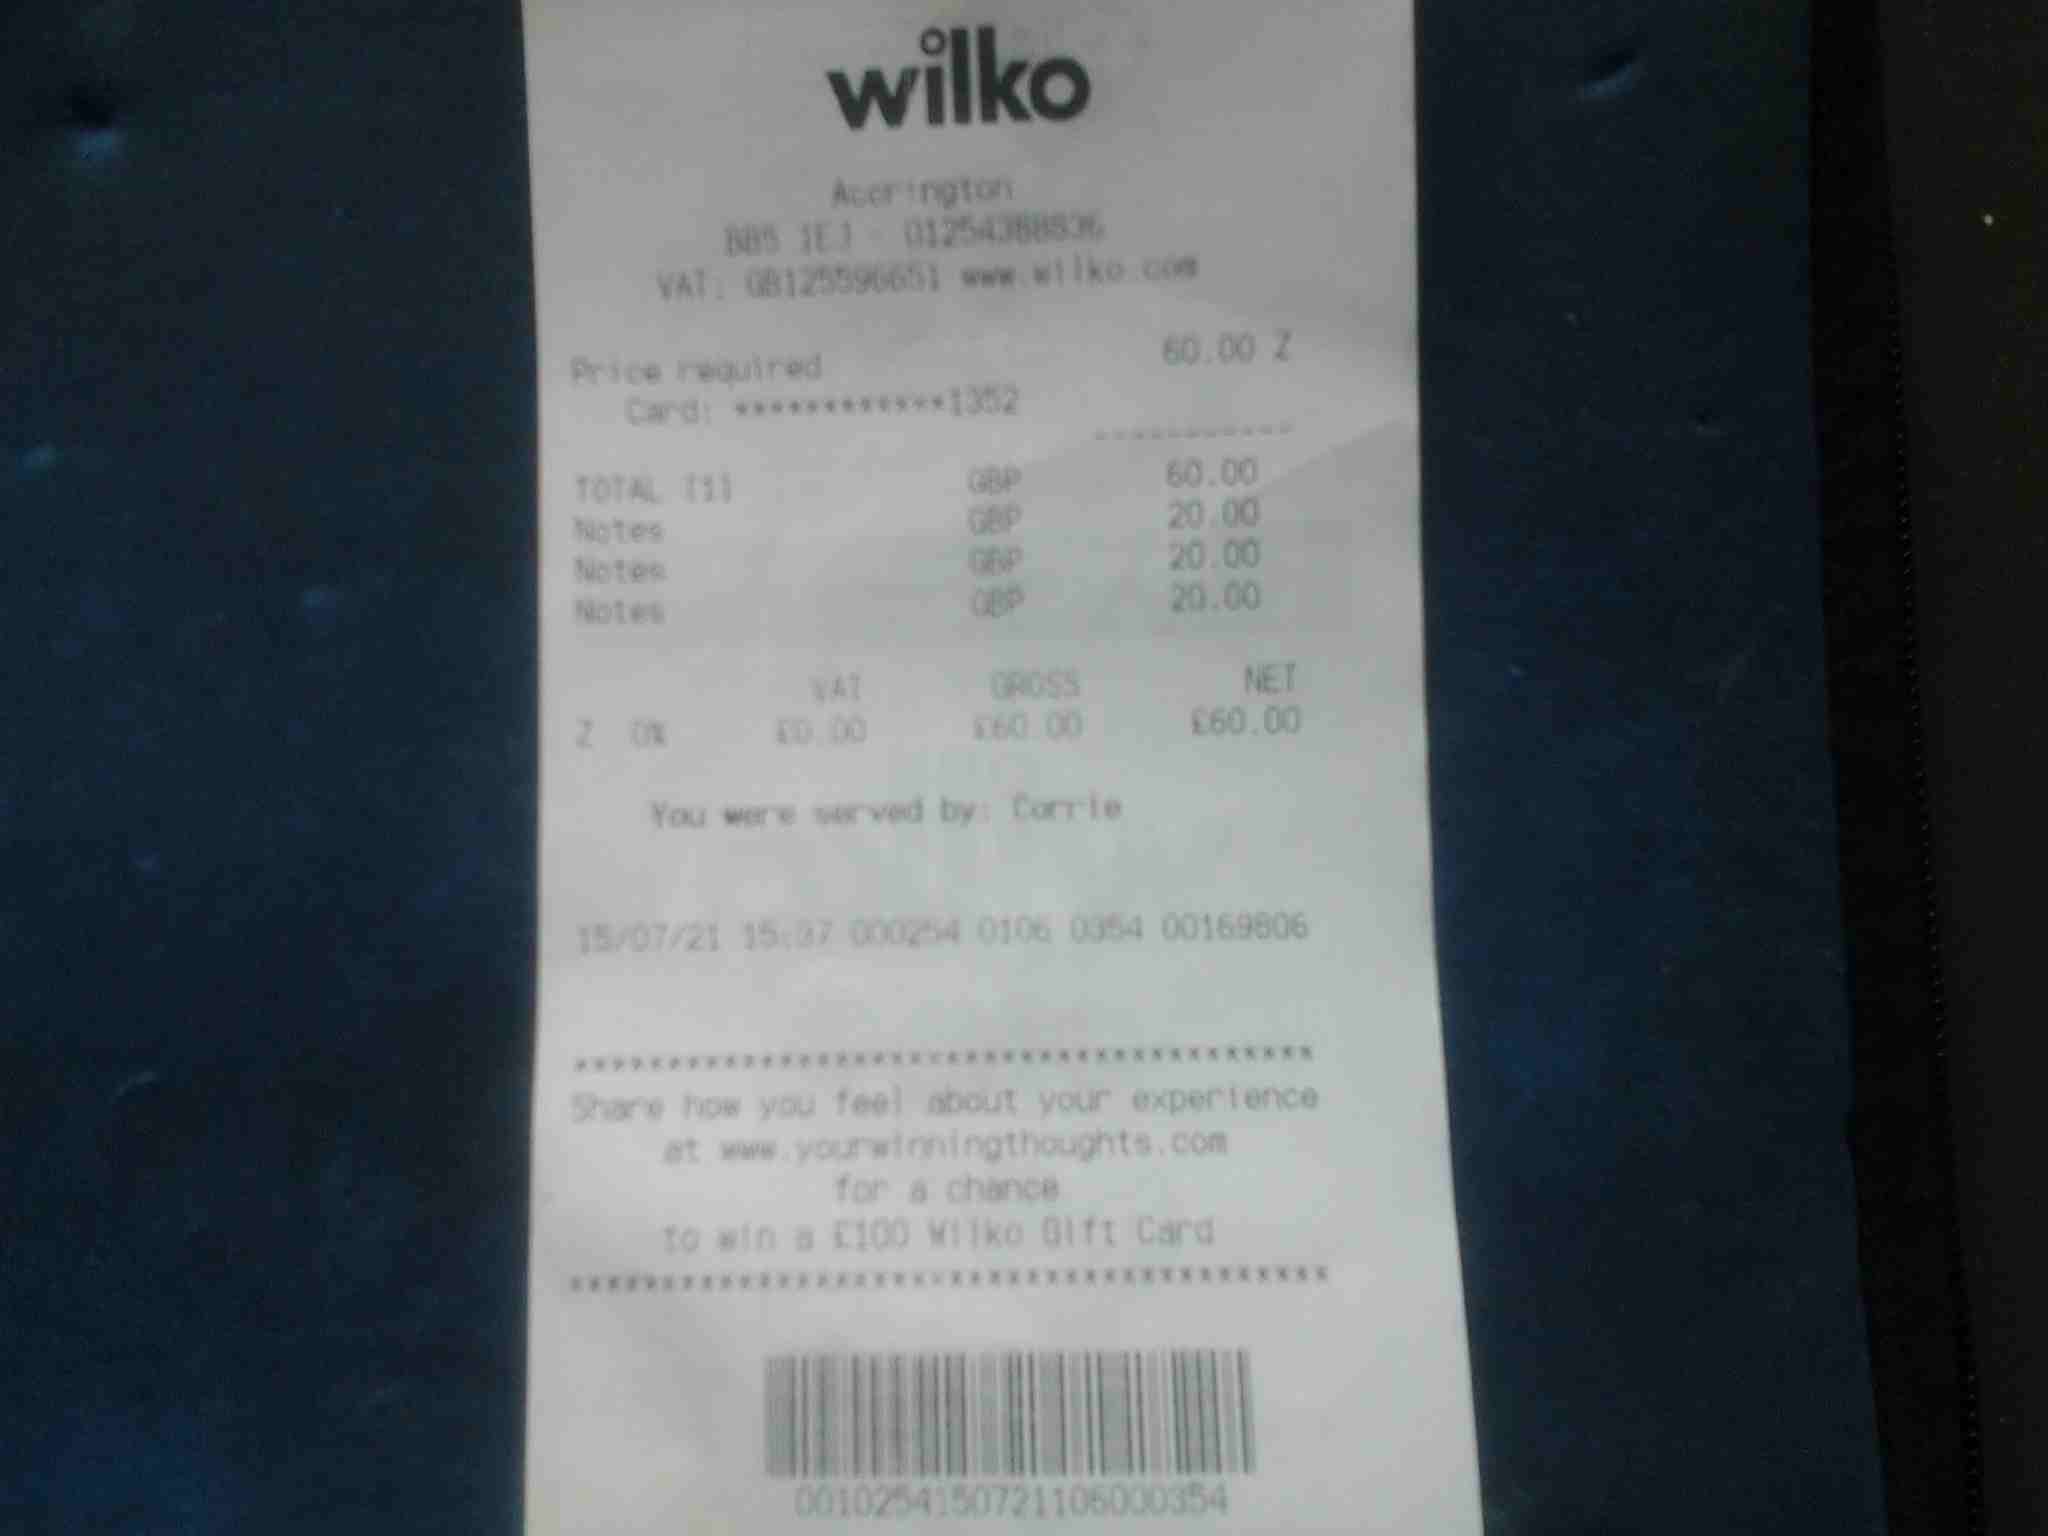 wilko
Accrington
BB5 1EJ - 01254388836
VAT: GB125596651 www.wilko.com
Price required 60.00 Z
Card: ************1352
-----------
TOTAL [1] GBP 60.00
Notes GBP 20.00
Notes GBP 20.00
Notes GBP 20.00
VAT GROSS NET
Z 0% £0.00 £60.00 £60.00
You were served by: Corrie
15/07/21 15:37 000254 0106 0354 00169806
****************************************
Share how you feel about your experience
at www.yourwinningthoughts.com
for a chance
to win a £100 Wilko Gift Card
****************************************
0010254150721106000354